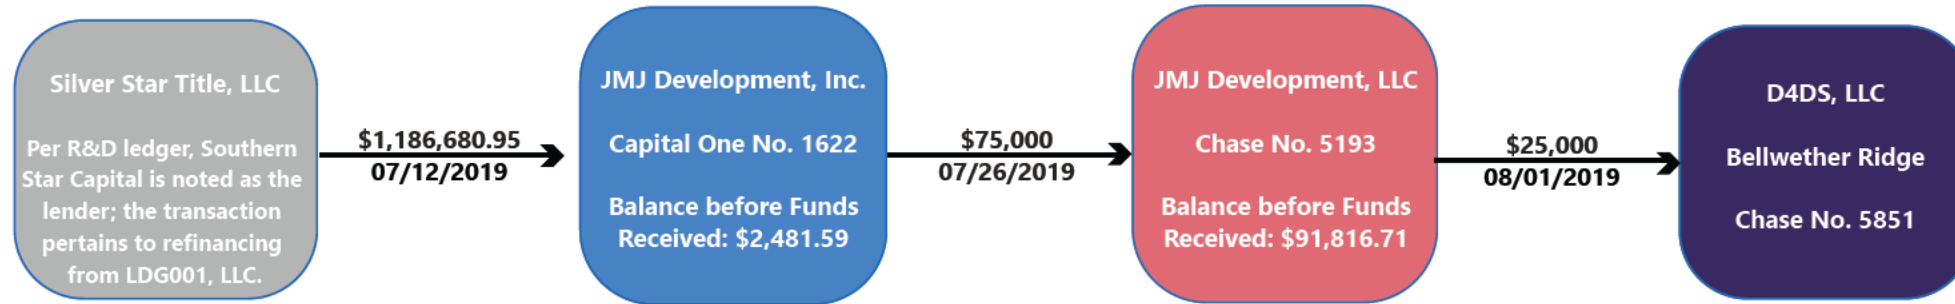 Silver Star Title, LLC
Per R&D ledger, Southern
Star Capital is noted as the
lender; the transaction
pertains to refinancing
from LDG001, LLC.
$1,186,680.95
07/12/2019
JMJ Development, Inc.
Capital One No. 1622
Balance before Funds
Received: $2,481.59
$75,000
07/26/2019
JMJ Development, LLC
Chase No. 5193
Balance before Funds
Received: $91,816.71
$25,000
08/01/2019
D4DS, LLC
Bellwether Ridge
Chase No. 5851